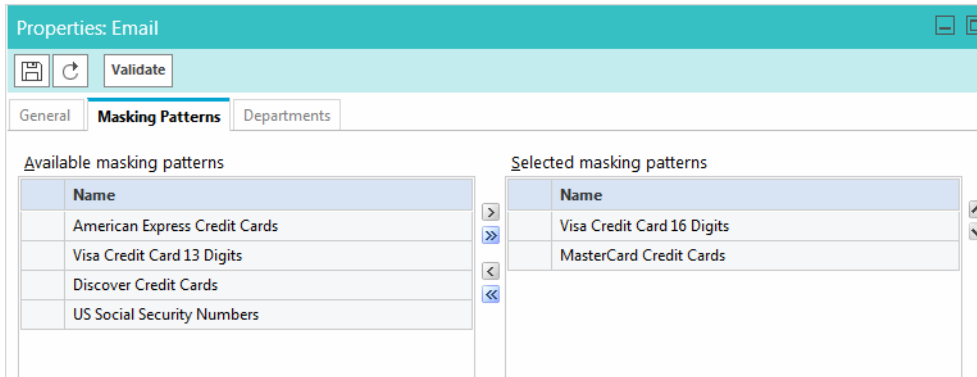 Properties: Email
Validate
General Masking Patterns Departments
Available masking patterns
Name
American Express Credit Cards
Visa Credit Card 13 Digits
Discover Credit Cards
US Social Security Numbers
>
»
<
«
Selected masking patterns
Name
Visa Credit Card 16 Digits
MasterCard Credit Cards